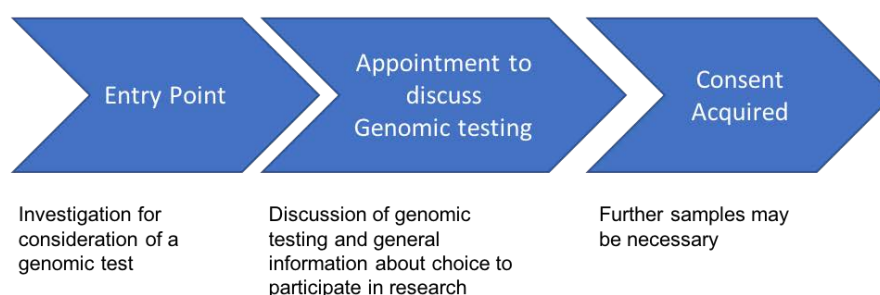 Entry Point
Appointment to
discuss
Genomic testing
Consent
Acquired
Investigation for
consideration of a
genomic test
Discussion of genomic
testing and general
information about choice to
participate in research
Further samples may
be necessary